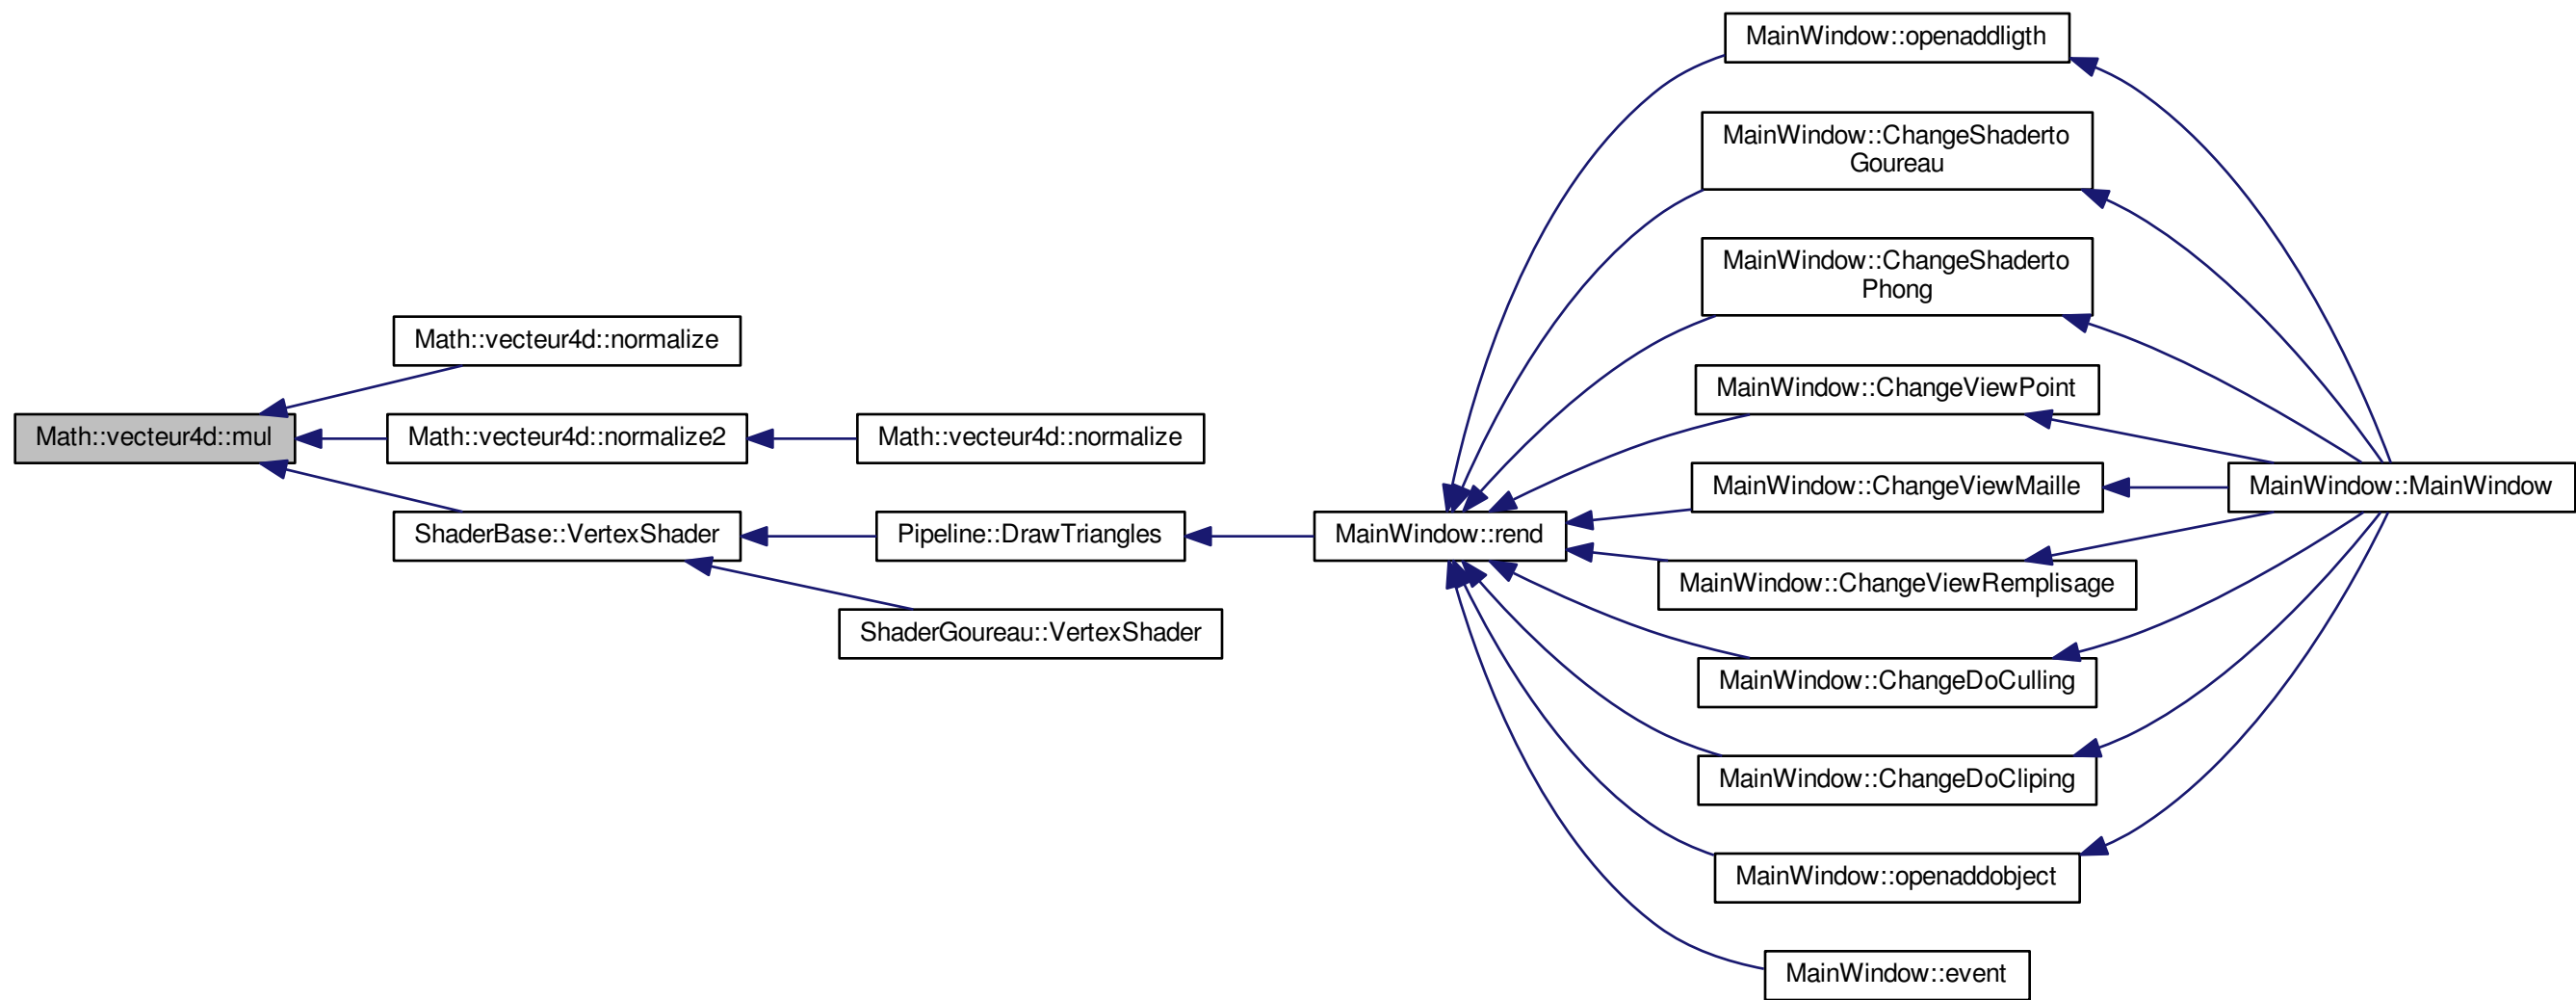 MainWindow::openaddligth
MainWindow::ChangeShaderto
Goureau
MainWindow::ChangeShaderto
Phong
Math::vecteur4d::normalize
MainWindow::ChangeViewPoint
Math::vecteur4d::mul
Math::vecteur4d::normalize2
Math::vecteur4d::normalize
MainWindow::ChangeViewMaille
MainWindow::MainWindow
ShaderBase::VertexShader
Pipeline::DrawTriangles
MainWindow::rend
MainWindow::ChangeViewRemplisage
ShaderGoureau::VertexShader
MainWindow::ChangeDoCulling
MainWindow::ChangeDoCliping
MainWindow::openaddobject
MainWindow::event